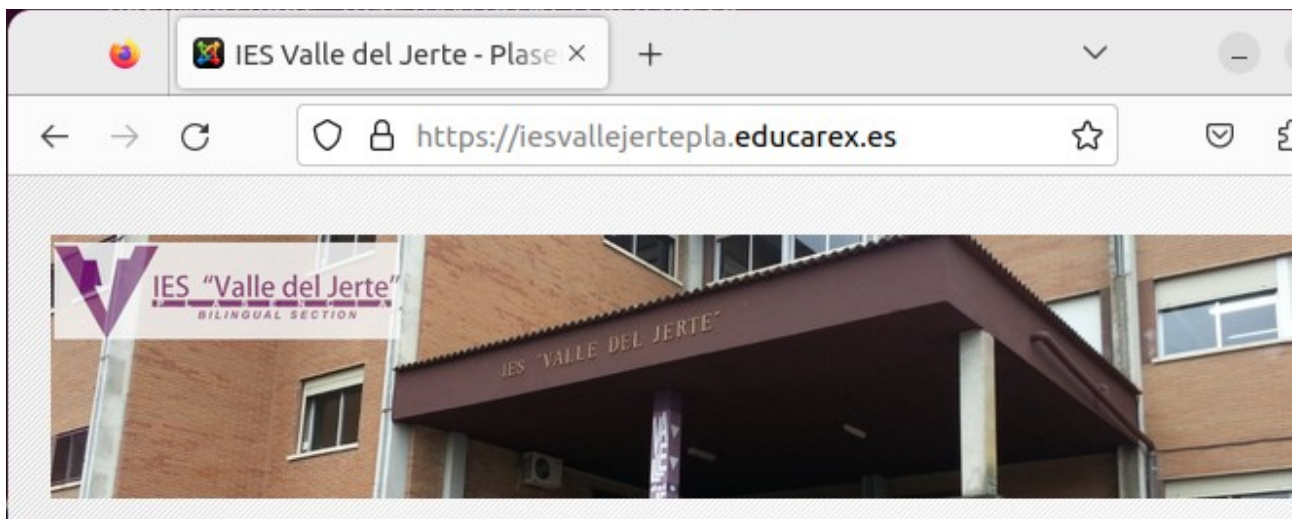 IES Valle del Jerte - Plase
https://iesvallejertepla.educarex.es
IES "Valle del Jerte"
PLASENCIA
BILINGUAL SECTION
IES "VALLE DEL JERTE"